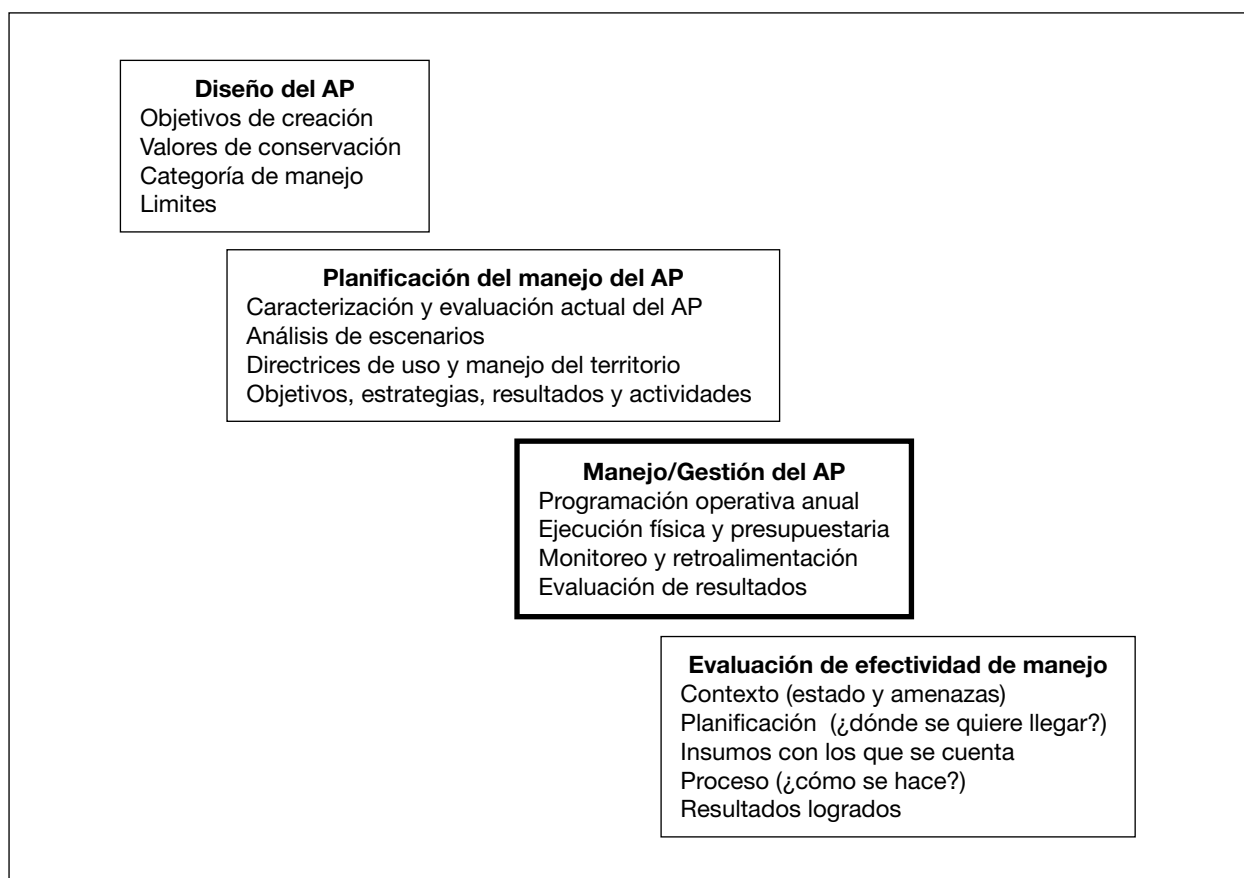 Diseño del AP
Objetivos de creación
Valores de conservación
Categoría de manejo
Limites
Planificación del manejo del AP
Caracterización y evaluación actual del AP
Análisis de escenarios
Directrices de uso y manejo del territorio
Objetivos, estrategias, resultados y actividades
Manejo/Gestión del AP
Programación operativa anual
Ejecución física y presupuestaria
Monitoreo y retroalimentación
Evaluación de resultados
Evaluación de efectividad de manejo
Contexto (estado y amenazas)
Planificación  (¿dónde se quiere llegar?)
Insumos con los que se cuenta
Proceso (¿cómo se hace?)
Resultados logrados